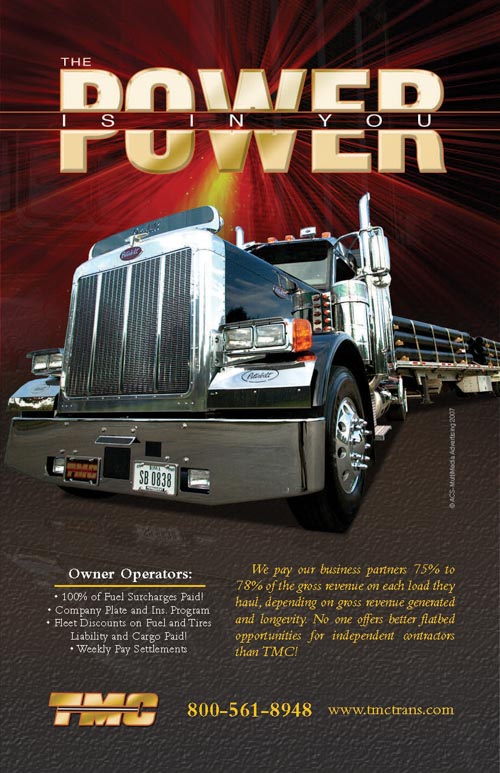 THE
POWER
IS IN YOU
Peterbilt
Peterbilt
TMC
SB 0838
© ACS- MultiMedia Advertising 2007
Owner Operators:
• 100% of Fuel Surcharges Paid!
• Company Plate and Ins. Program
• Fleet Discounts on Fuel and Tires
Liability and Cargo Paid!
• Weekly Pay Settlements
We pay our business partners 75% to
78% of the gross revenue on each load they
haul, depending on gross revenue generated
and longevity. No one offers better flatbed
opportunities for independent contractors
than TMC!
TMC
800-561-8948 www.tmctrans.com